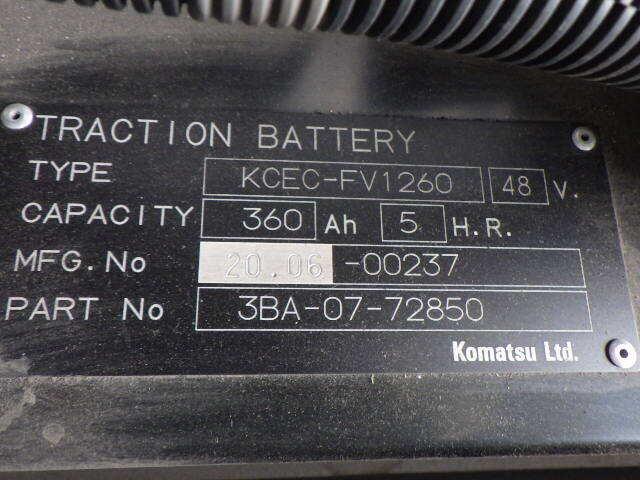 TRACTION BATTERY
TYPE KCEC-FV1260 48 V.
CAPACITY 360 Ah 5 H.R.
MFG.No 20.06 -00237
PART No 3BA-07-72850
Komatsu Ltd.